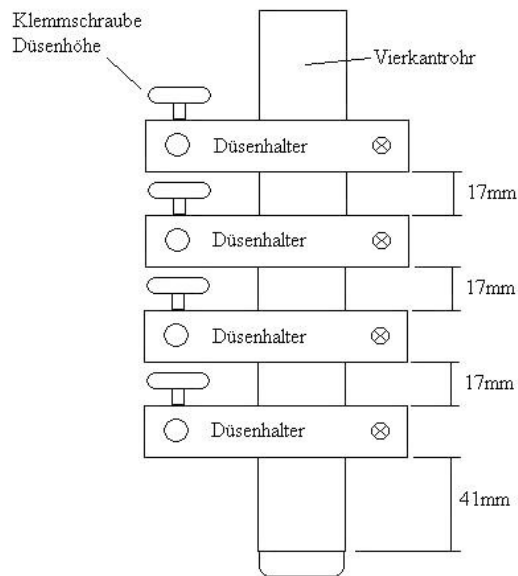 Klemmschraube
Düsenhöhe
Vierkantrohr
Düsenhalter
17mm
Düsenhalter
17mm
Düsenhalter
17mm
Düsenhalter
41mm